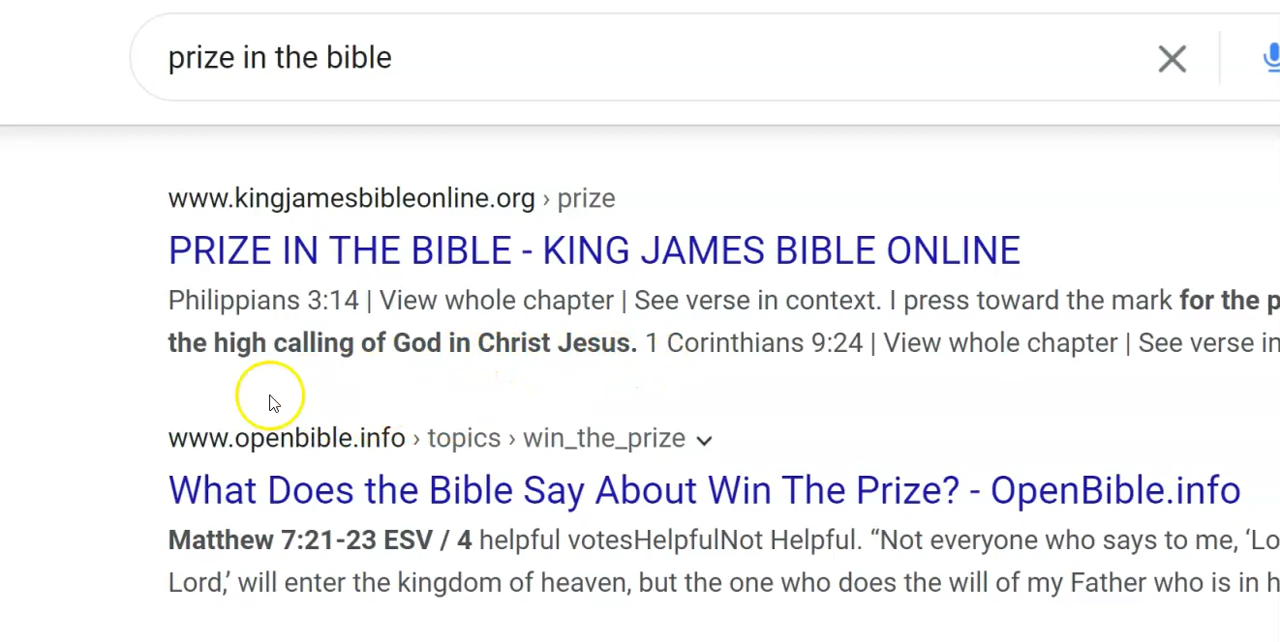 prize in the bible
www.kingjamesbibleonline.org › prize
PRIZE IN THE BIBLE - KING JAMES BIBLE ONLINE
Philippians 3:14 | View whole chapter | See verse in context. I press toward the mark for the p
the high calling of God in Christ Jesus. 1 Corinthians 9:24 | View whole chapter | See verse in
www.openbible.info › topics › win_the_prize
What Does the Bible Say About Win The Prize? - OpenBible.info
Matthew 7:21-23 ESV / 4 helpful votesHelpfulNot Helpful. “Not everyone who says to me, ‘Lo
Lord,’ will enter the kingdom of heaven, but the one who does the will of my Father who is in h